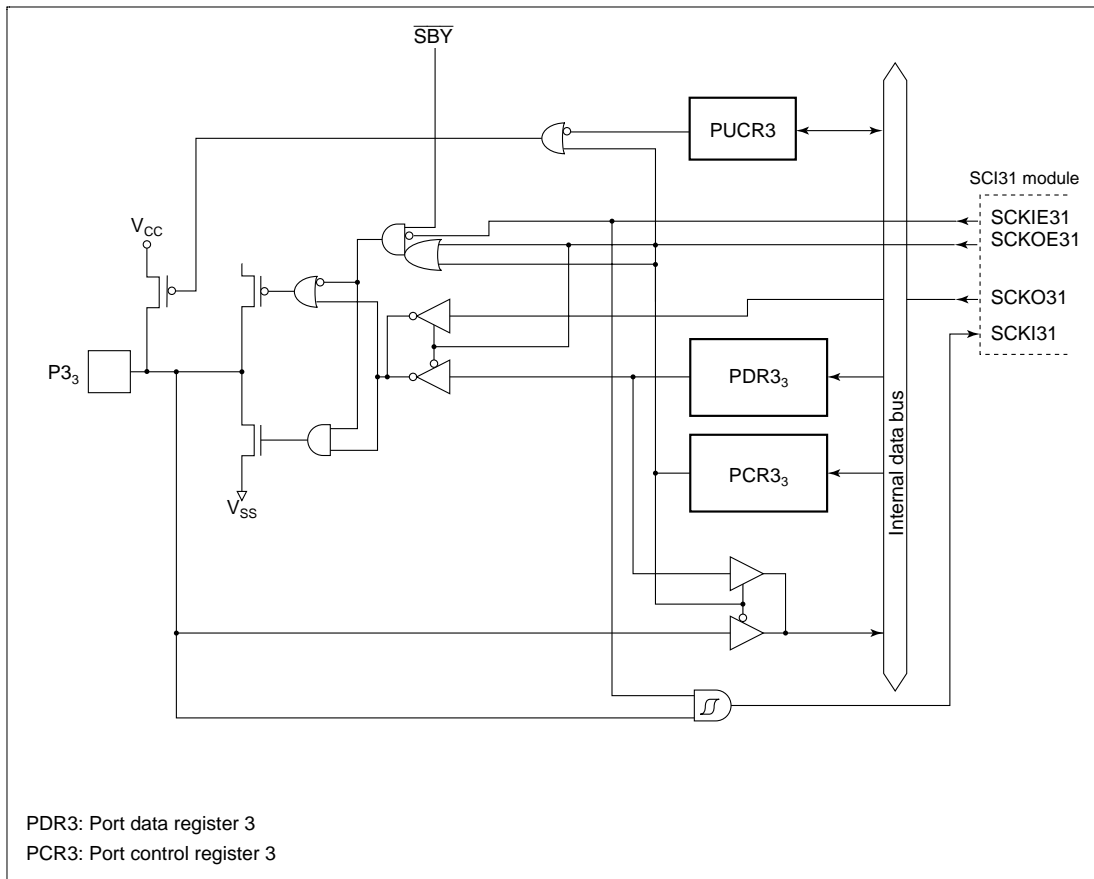 SBY
PUCR3
SCI31 module
SCKIE31
SCKOE31
VCC
SCKO31
SCKI31
P33
PDR33
PCR33
Internal data bus
VSS
PDR3: Port data register 3
PCR3: Port control register 3